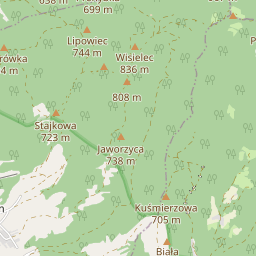 699 m
Lipowiec
744 m
Wisielec
836 m
808 m
Stajkowa
723 m
Jaworzyca
738 m
Kuśmierzowa
705 m
Biała